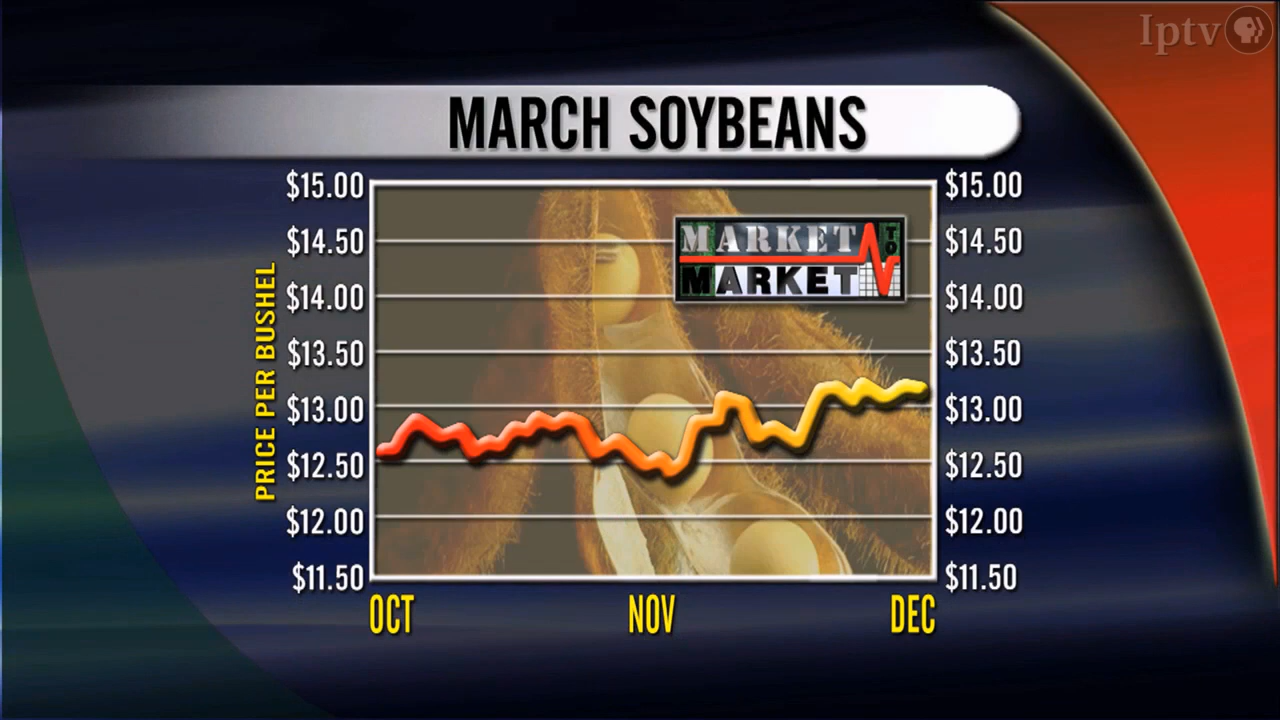 Iptv
MARCH SOYBEANS
$15.00 $15.00
MARKET TO
MARKET
$14.50 $14.50
$14.00 $14.00
$13.50 $13.50
$13.00 $13.00
$12.50 $12.50
$12.00 $12.00
$11.50 $11.50
PRICE PER BUSHEL
OCT NOV DEC